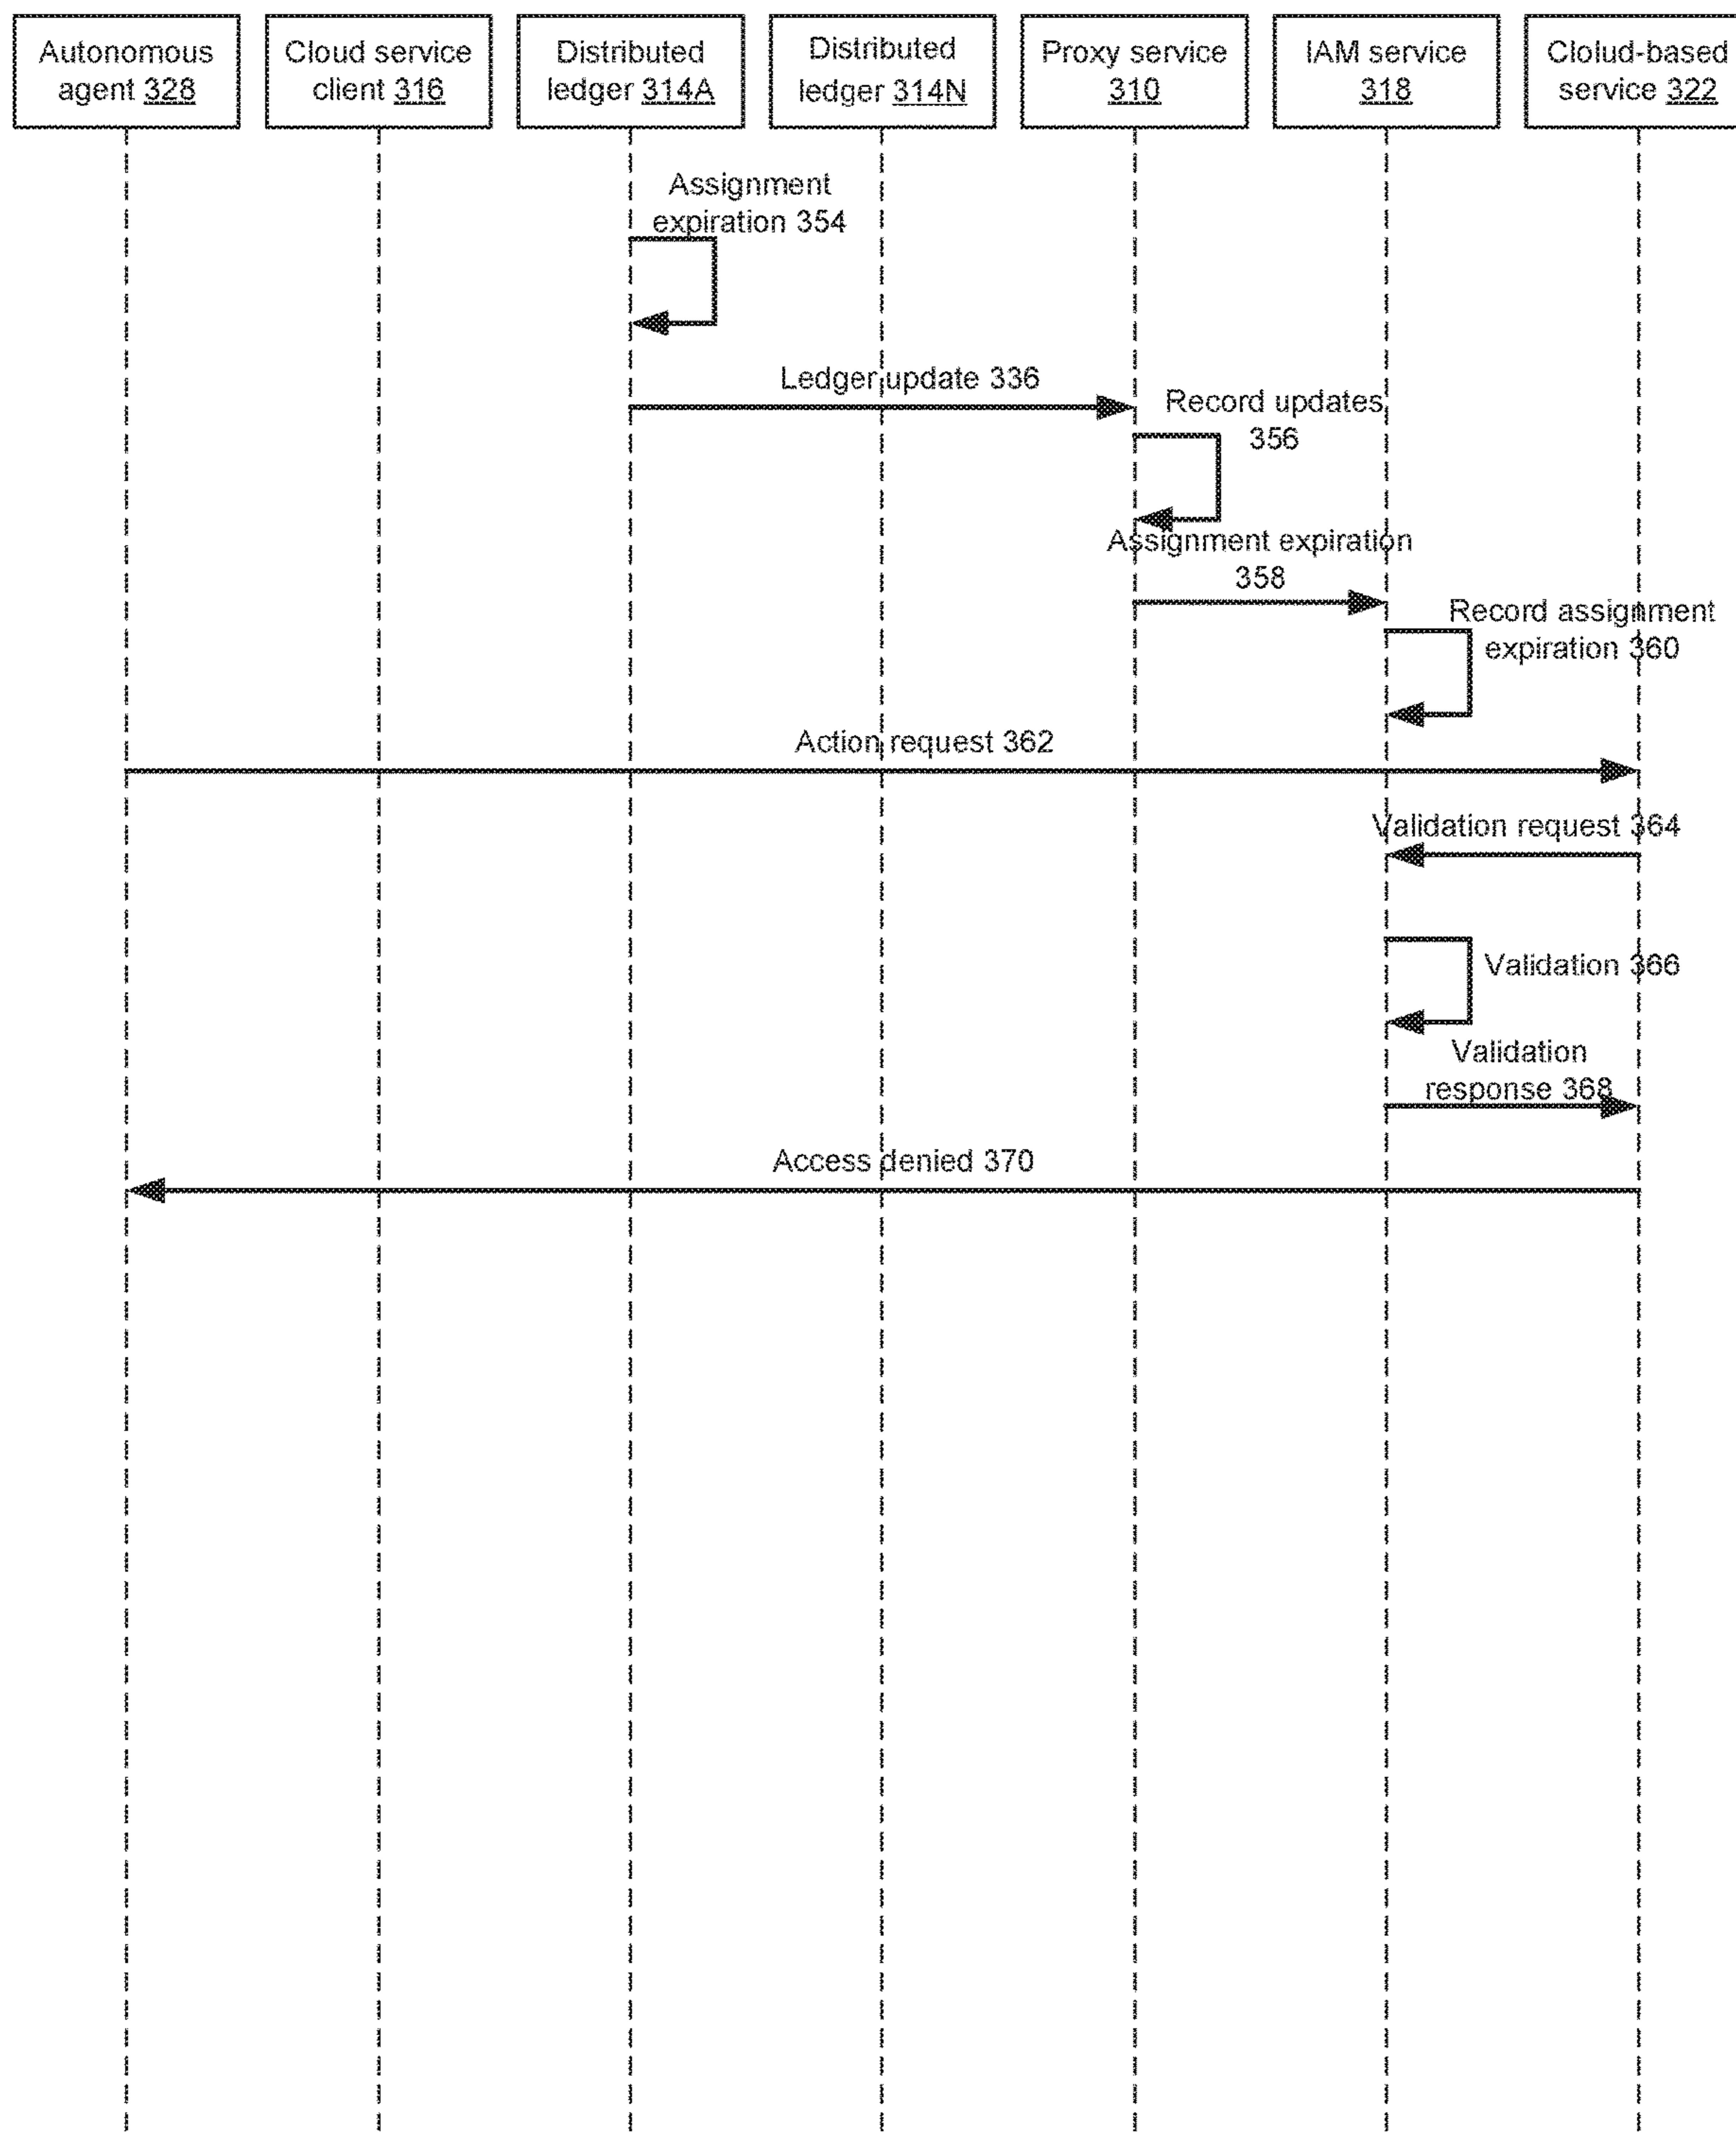 Autonomous
agent 328
Cloud service
client 316
Distributed
ledger 314A
Distributed
ledger 314N
Proxy service
310
IAM service
318
Clolud-based
service 322
Assignment
expiration 354
Ledger update 336
Record updates
356
Assignment expiration
358
Record assignment
expiration 360
Action request 362
Validation request 364
Validation 366
Validation
response 368
Access denied 370